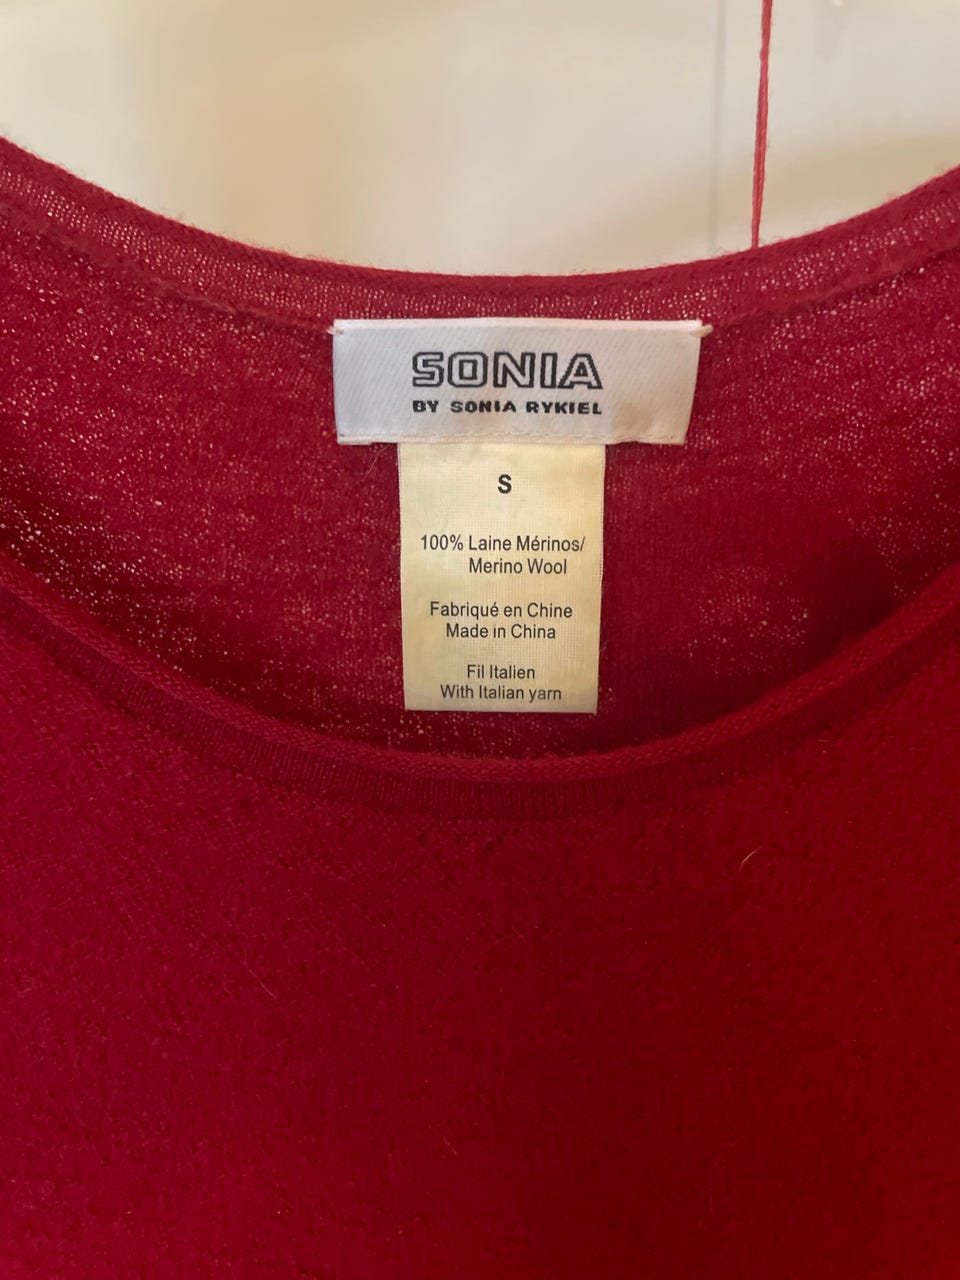 SONIA
BY SONIA RYKIEL
S
100% Laine Mérinos/
Merino Wool
Fabriqué en Chine
Made in China
Fil Italien
With Italian yarn